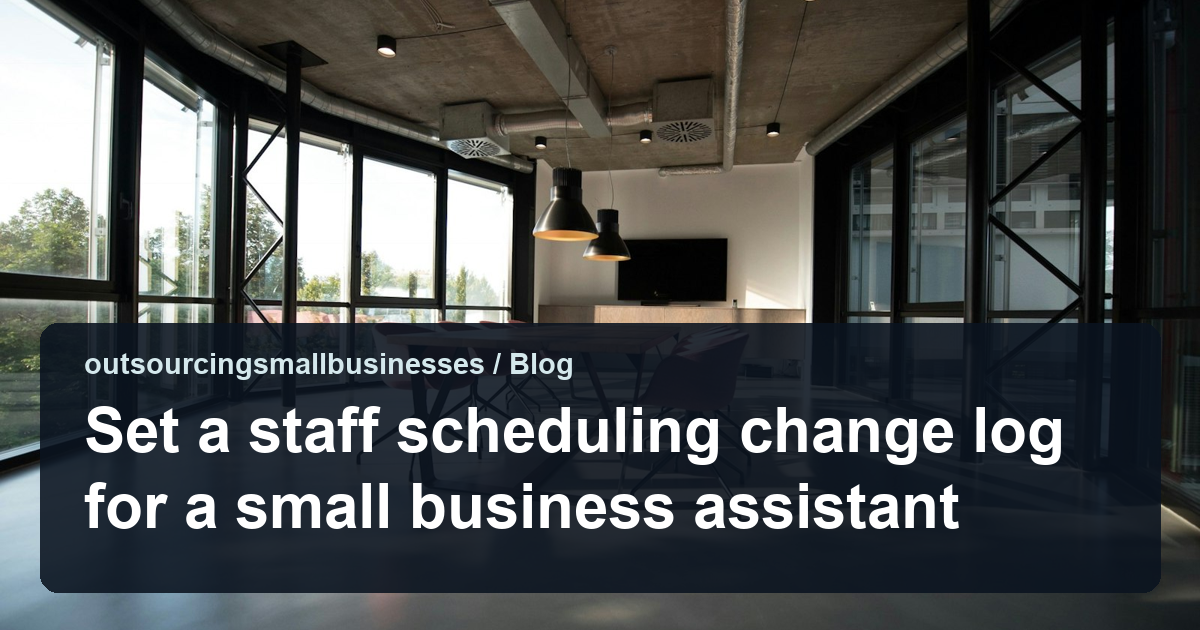 outsourcingsmallbusinesses / Blog
Set a staff scheduling change log
for a small business assistant